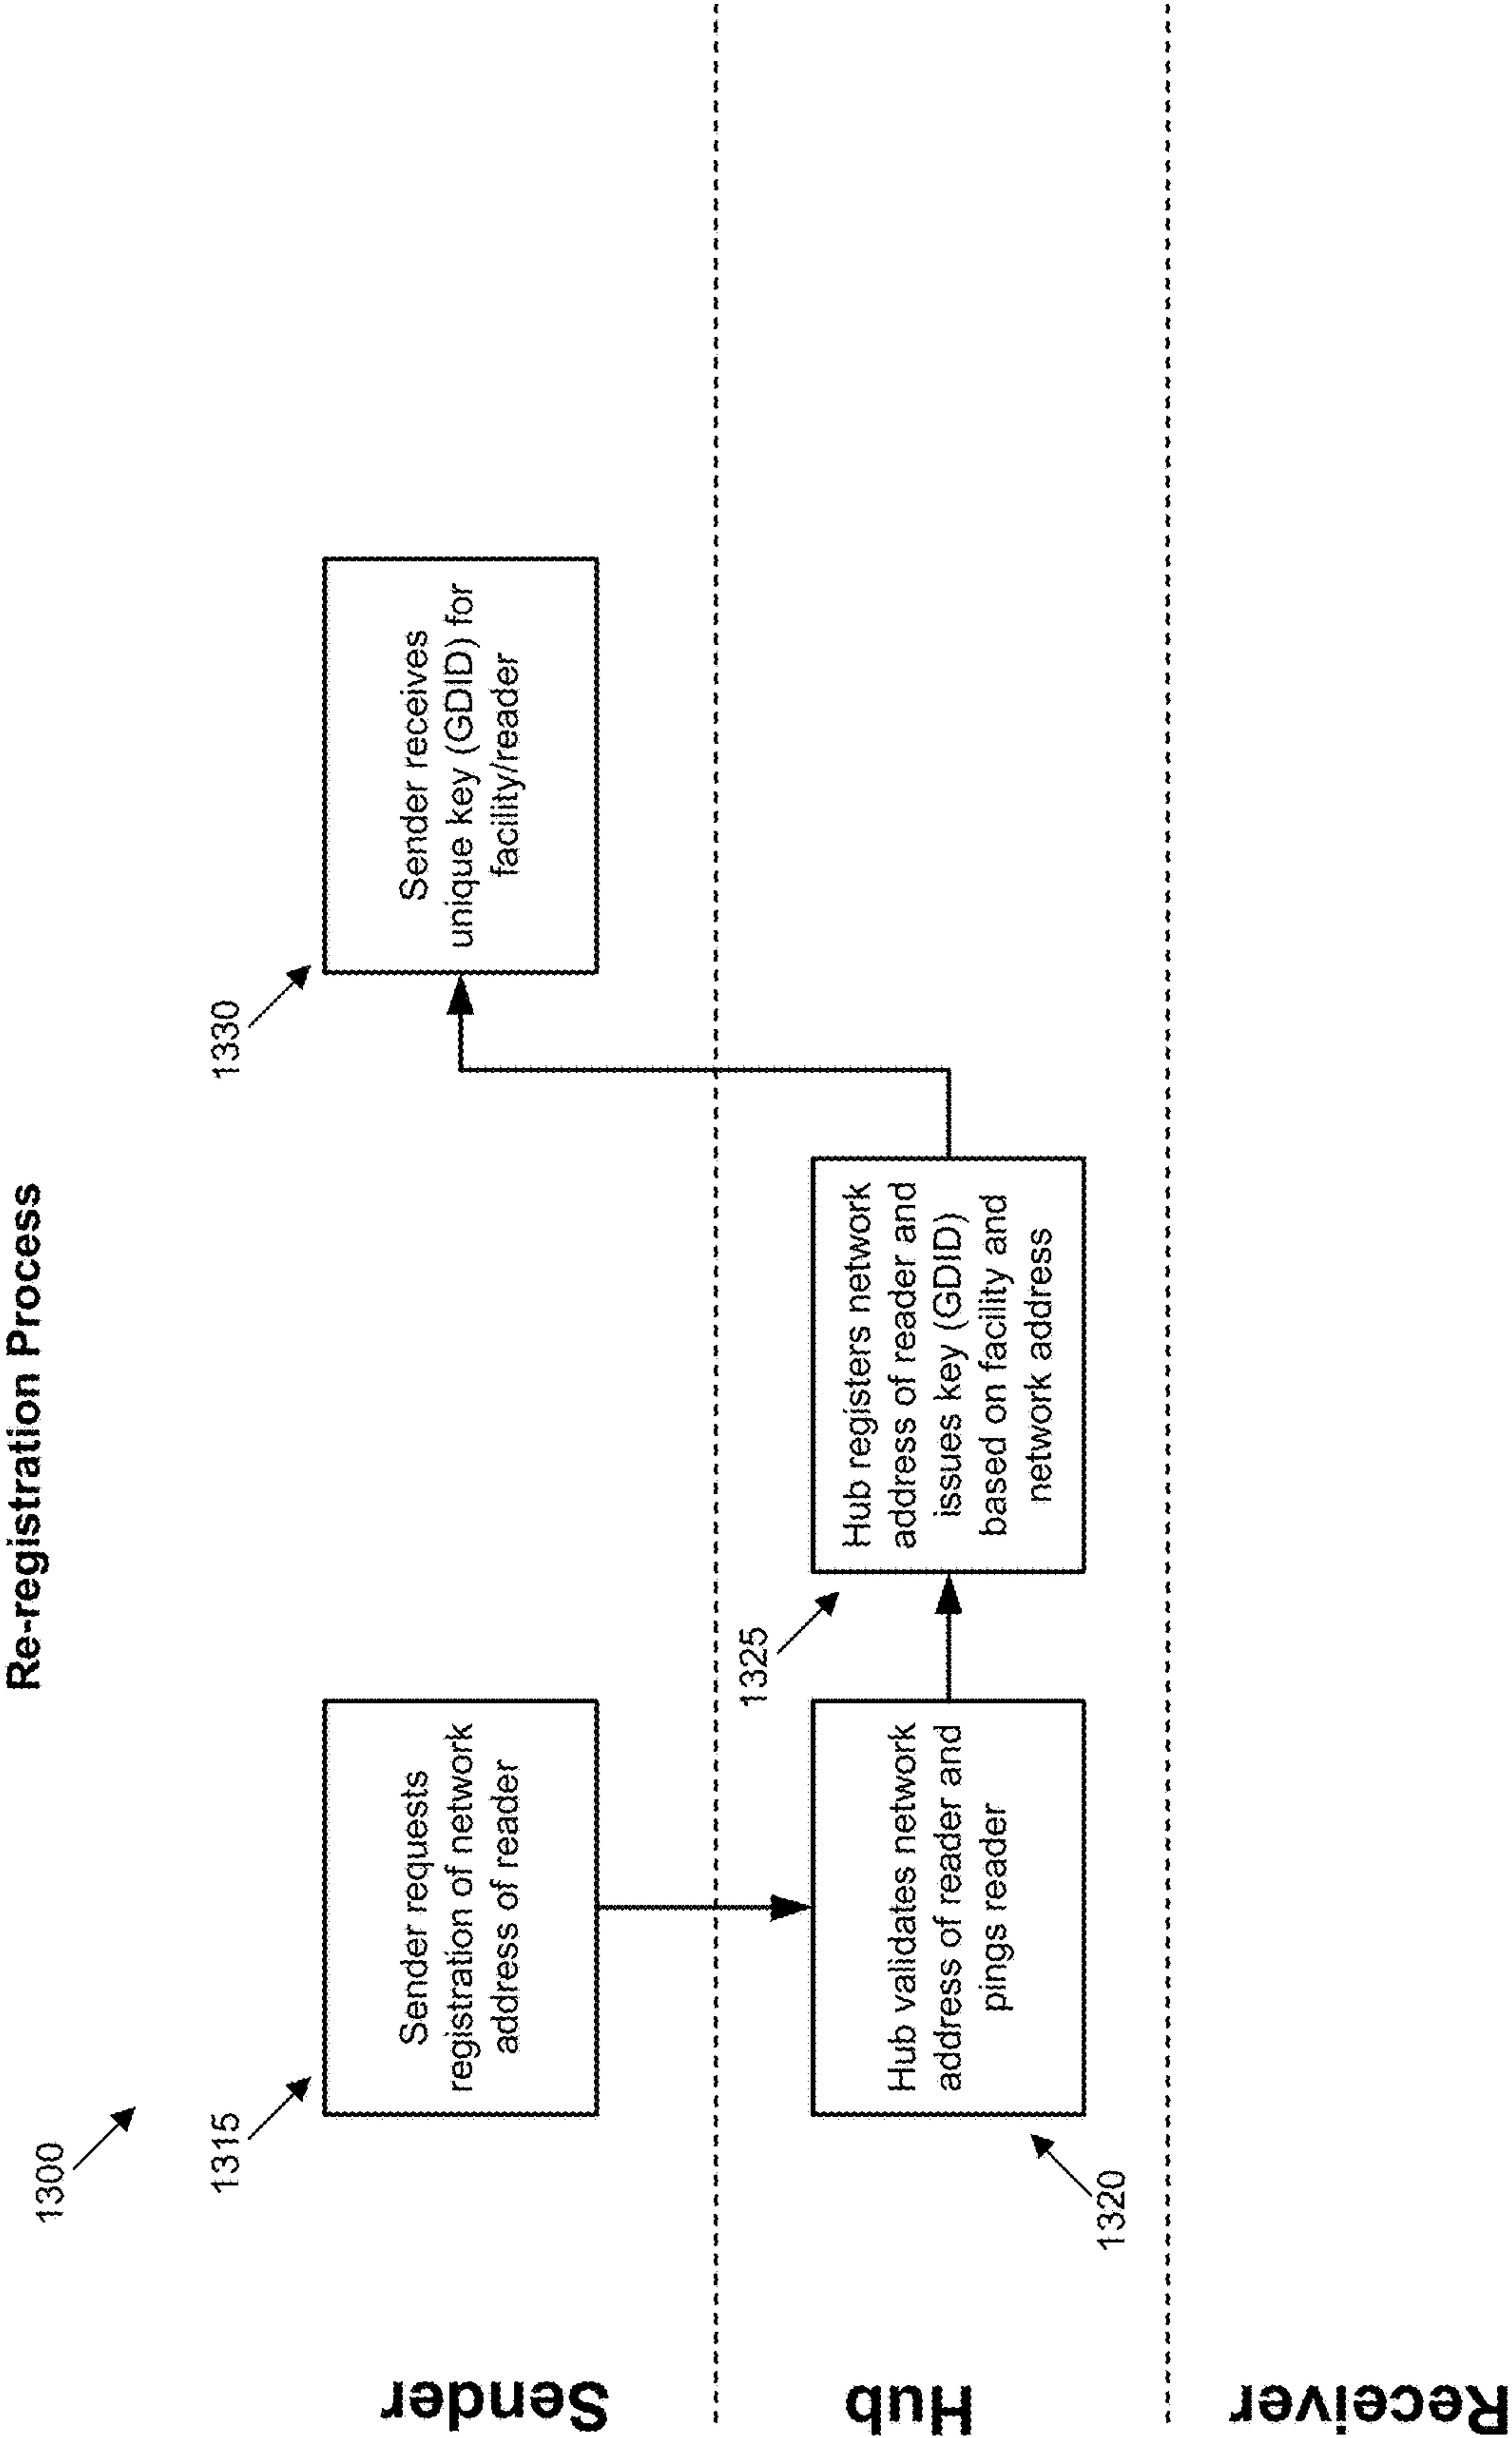 Re-registration Process
1300
Sender
1315
Sender requests
registration of network
address of reader
1330
Sender receives
unique key (GDID) for
facility/reader
Hub
1320
Hub validates network
address of reader and
pings reader
1325
Hub registers network
address of reader and
issues key (GDID)
based on facility and
network address
Receiver